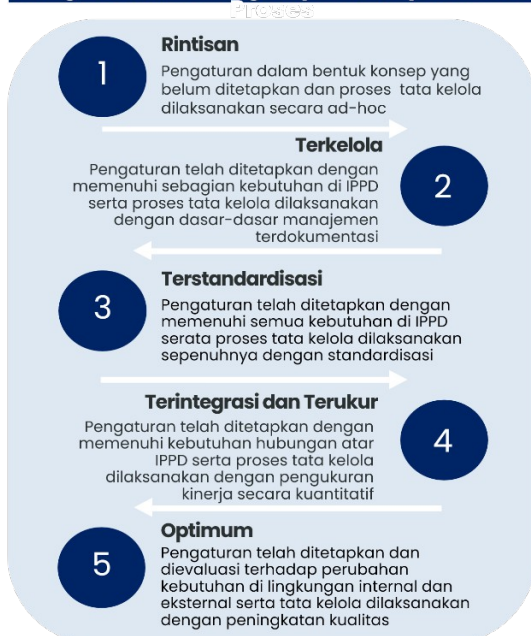 Proses
1
Rintisan
Pengaturan dalam bentuk konsep yang
belum ditetapkan dan proses tata kelola
dilaksanakan secara ad-hoc
Terkelola
Pengaturan telah ditetapkan dengan
memenuhi sebagian kebutuhan di IPPD
serta proses tata kelola dilaksanakan
dengan dasar-dasar manajemen
terdokumentasi
2
3
Terstandardisasi
Pengaturan telah ditetapkan dengan
memenuhi semua kebutuhan di IPPD
serata proses tata kelola dilaksanakan
sepenuhnya dengan standardisasi
Terintegrasi dan Terukur
Pengaturan telah ditetapkan dengan
memenuhi kebutuhan hubungan atar
IPPD serta proses tata kelola
dilaksanakan dengan pengukuran
kinerja secara kuantitatif
4
5
Optimum
Pengaturan telah ditetapkan dan
dievaluasi terhadap perubahan
kebutuhan di lingkungan internal dan
eksternal serta tata kelola dilaksanakan
dengan peningkatan kualitas